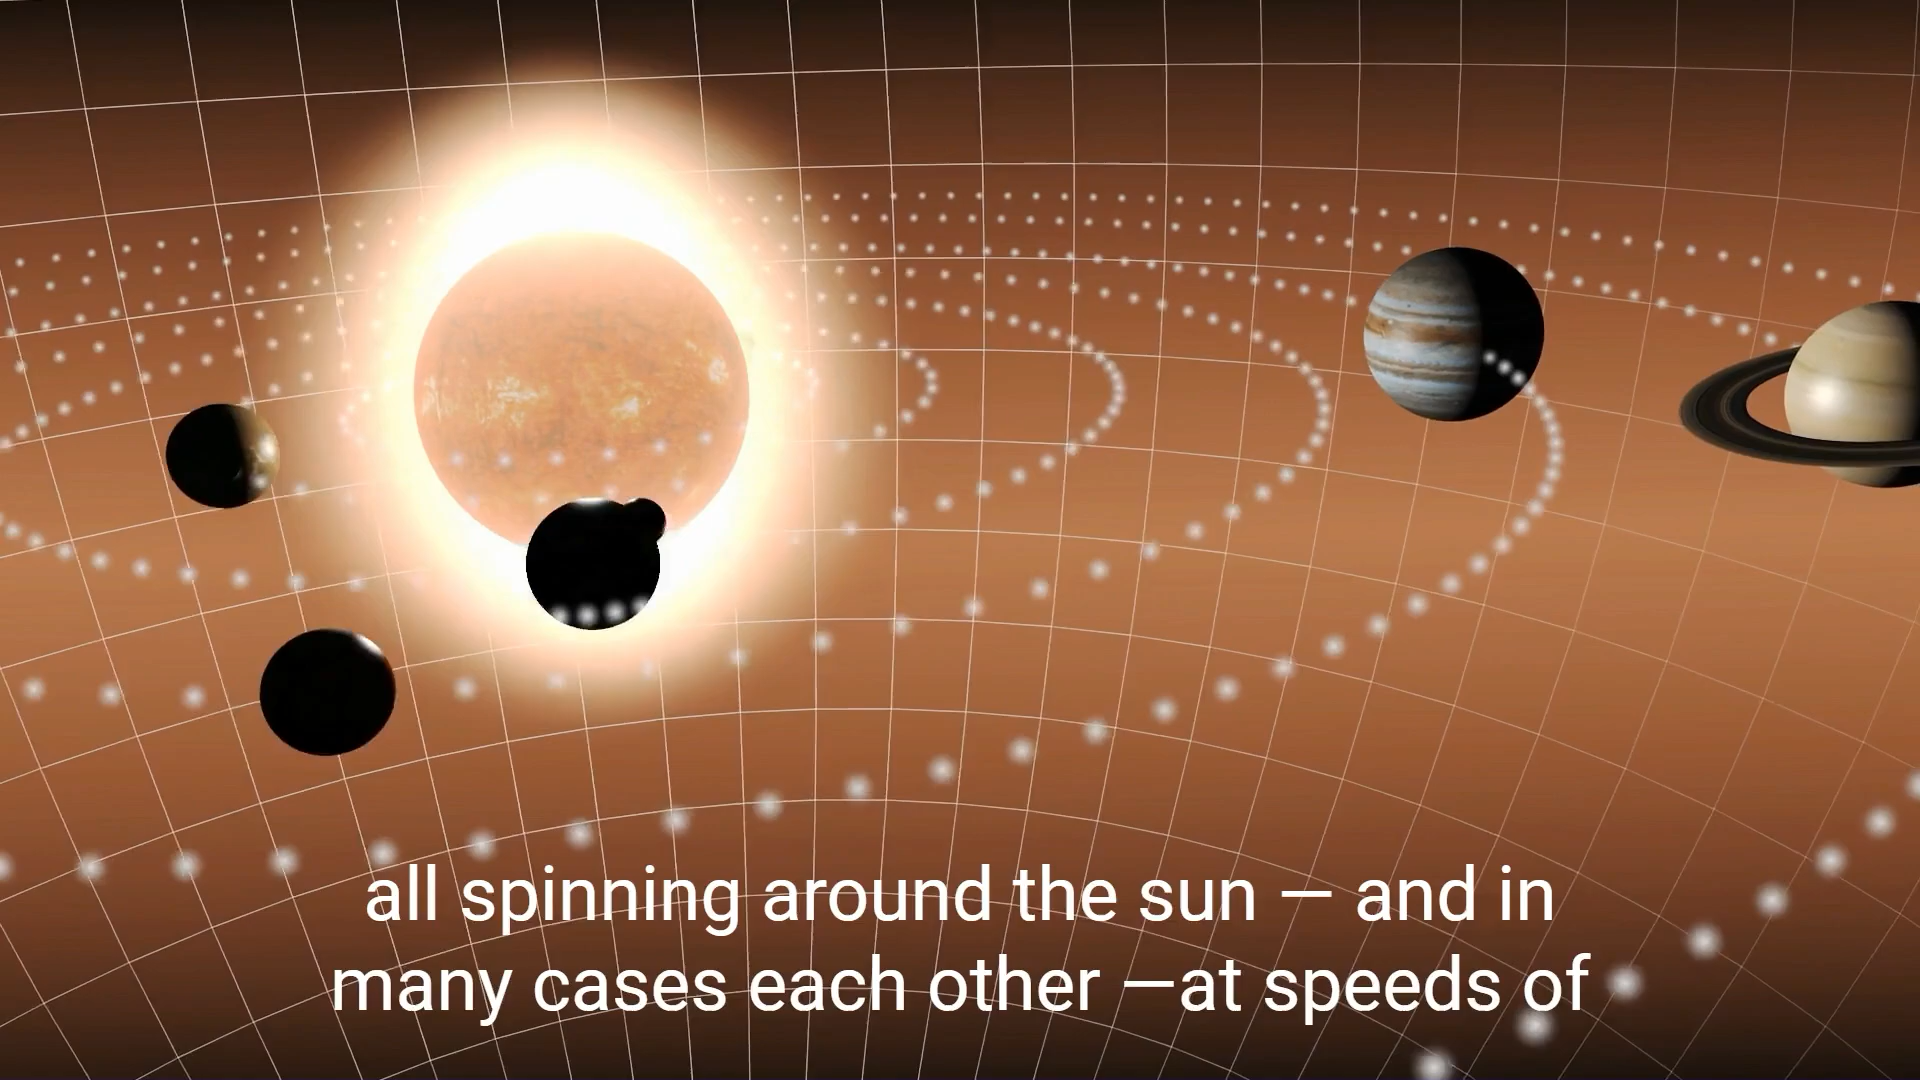 all spinning around the sun — and in
many cases each other —at speeds of